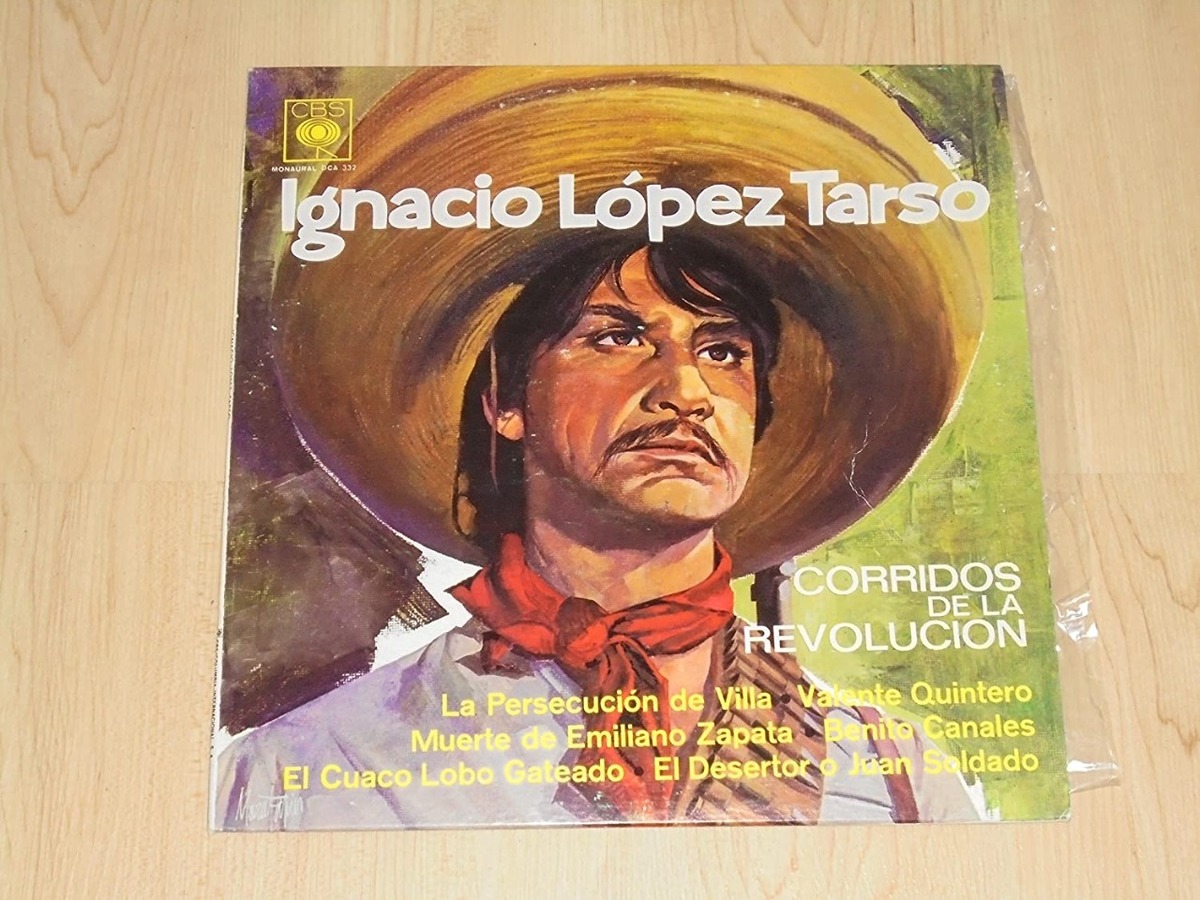 CBS
MONAURAL DCA 332
Ignacio López Tarso
CORRIDOS
DE LA
REVOLUCION
La Persecución de Villa · Valente Quintero
Muerte de Emiliano Zapata · Benito Canales
El Cuaco Lobo Gateado · El Desertor o Juan Soldado